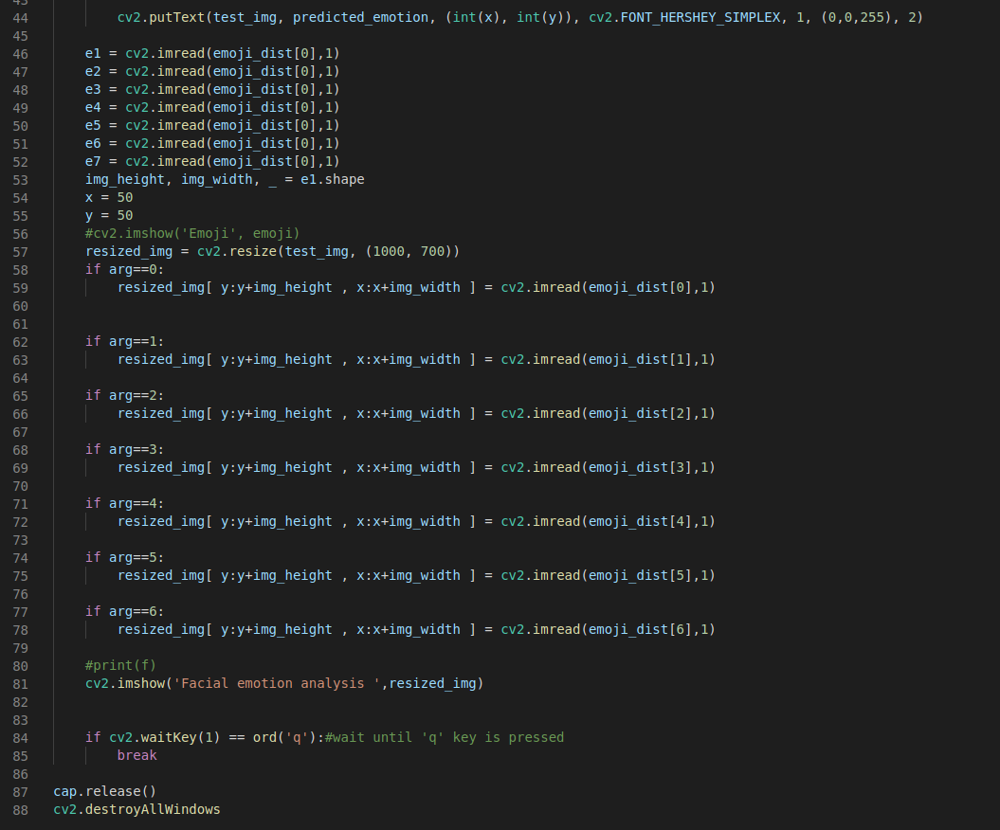 44 cv2.putText(test_img, predicted_emotion, (int(x), int(y)), cv2.FONT_HERSHEY_SIMPLEX, 1, (0,0,255), 2)
45
46 e1 = cv2.imread(emoji_dist[0],1)
47 e2 = cv2.imread(emoji_dist[0],1)
48 e3 = cv2.imread(emoji_dist[0],1)
49 e4 = cv2.imread(emoji_dist[0],1)
50 e5 = cv2.imread(emoji_dist[0],1)
51 e6 = cv2.imread(emoji_dist[0],1)
52 e7 = cv2.imread(emoji_dist[0],1)
53 img_height, img_width, _ = e1.shape
54 x = 50
55 y = 50
56 #cv2.imshow('Emoji', emoji)
57 resized_img = cv2.resize(test_img, (1000, 700))
58 if arg==0:
59 resized_img[ y:y+img_height , x:x+img_width ] = cv2.imread(emoji_dist[0],1)
60
61
62 if arg==1:
63 resized_img[ y:y+img_height , x:x+img_width ] = cv2.imread(emoji_dist[1],1)
64
65 if arg==2:
66 resized_img[ y:y+img_height , x:x+img_width ] = cv2.imread(emoji_dist[2],1)
67
68 if arg==3:
69 resized_img[ y:y+img_height , x:x+img_width ] = cv2.imread(emoji_dist[3],1)
70
71 if arg==4:
72 resized_img[ y:y+img_height , x:x+img_width ] = cv2.imread(emoji_dist[4],1)
73
74 if arg==5:
75 resized_img[ y:y+img_height , x:x+img_width ] = cv2.imread(emoji_dist[5],1)
76
77 if arg==6:
78 resized_img[ y:y+img_height , x:x+img_width ] = cv2.imread(emoji_dist[6],1)
79
80 #print(f)
81 cv2.imshow('Facial emotion analysis ',resized_img)
82
83
84 if cv2.waitKey(1) == ord('q'):#wait until 'q' key is pressed
85 break
86
87 cap.release()
88 cv2.destroyAllWindows